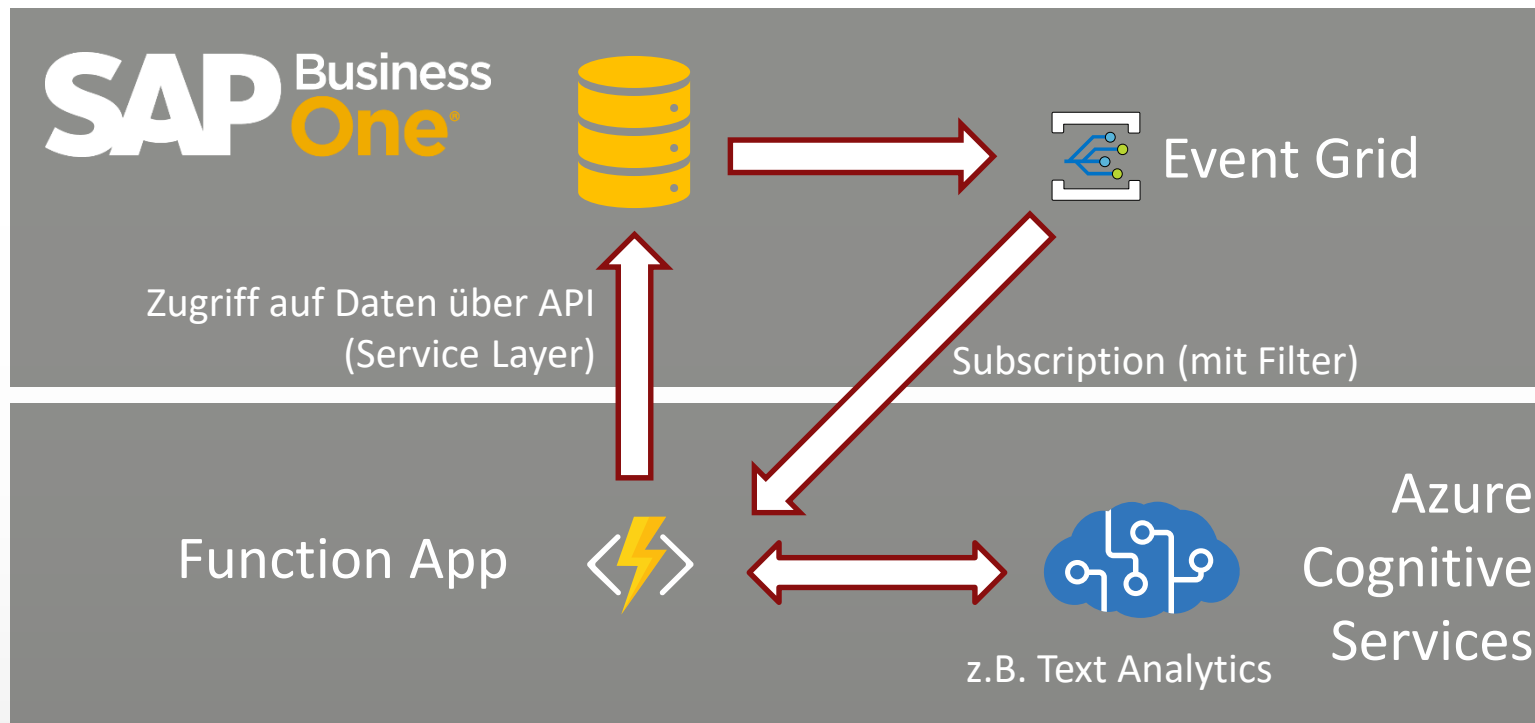 SAP Business One®
Event Grid
Zugriff auf Daten über API
(Service Layer)
Subscription (mit Filter)
Function App
Azure
Cognitive
Services
z.B. Text Analytics